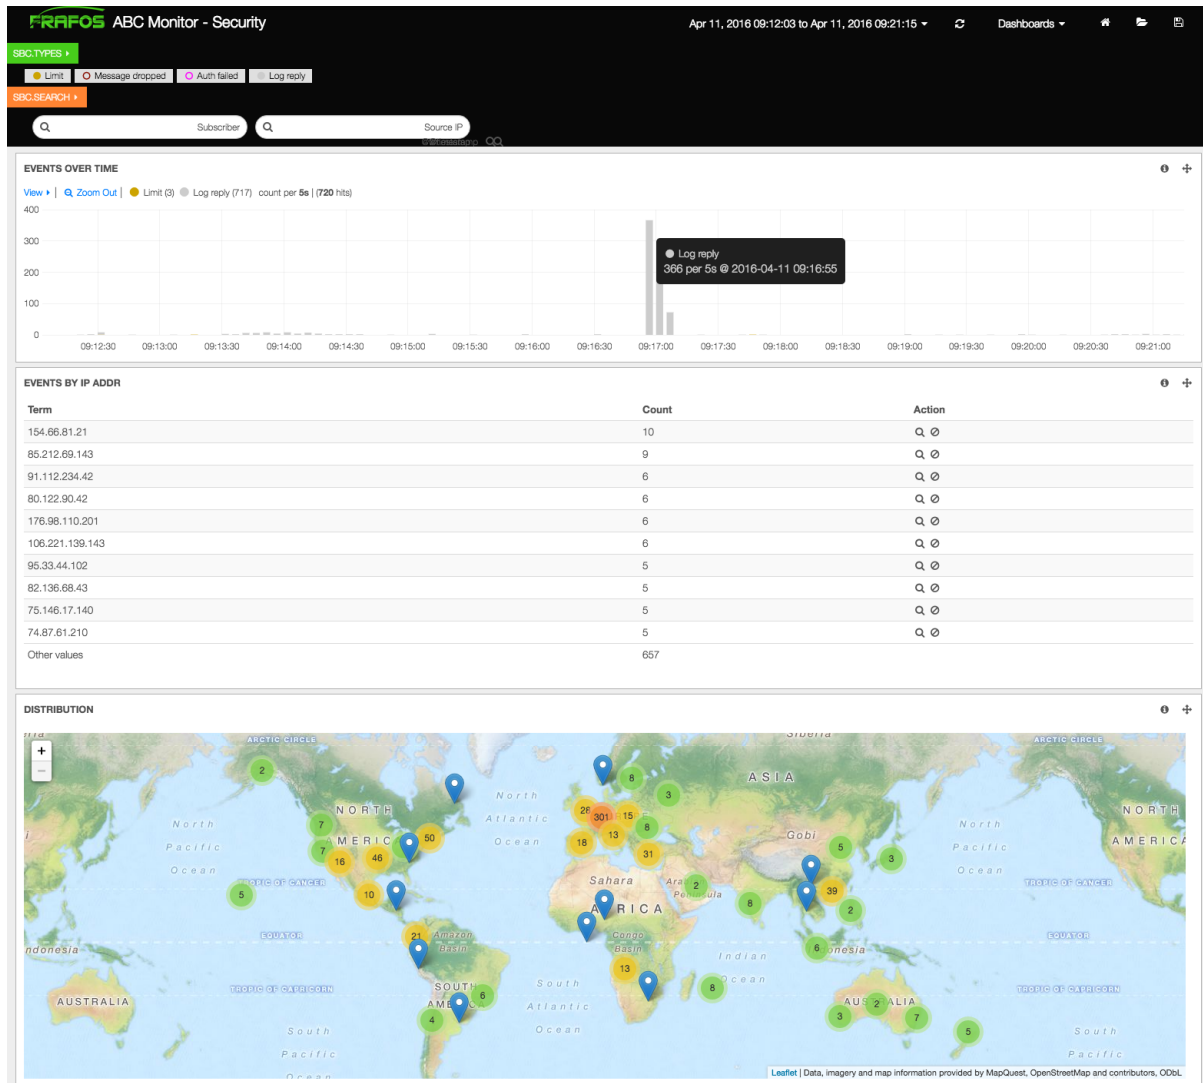 FRAFOS ABC Monitor - Security
Apr 11, 2016 09:12:03 to Apr 11, 2016 09:21:15
Dashboards
SBC.TYPES
Limit Message dropped Auth failed Log reply
SBC.SEARCH
Subscriber Source IP
EVENTS OVER TIME
View | Zoom Out | Limit (3) Log reply (717) count per 5s | (720 hits)
400
300
200
100
0
Log reply
366 per 5s @ 2016-04-11 09:16:55
09:12:30 09:13:00 09:13:30 09:14:00 09:14:30 09:15:00 09:15:30 09:16:00 09:16:30 09:17:00 09:17:30 09:18:00 09:18:30 09:19:00 09:19:30 09:20:00 09:20:30 09:21:00
EVENTS BY IP ADDR
Term Count Action
154.66.81.21 10
85.212.69.143 9
91.112.234.42 6
80.122.90.42 6
176.98.110.201 6
106.221.139.143 6
95.33.44.102 5
82.136.68.43 5
75.146.17.140 5
74.87.61.210 5
Other values 657
DISTRIBUTION
+
−
ARCTIC CIRCLE
Siberia
ARCTIC CIRCLE
2
8
ASIA
3
North
Atlantic
Ocean
NORTH
AMERIC
NORTH
AMERICA
North
Pacific
Ocean
7
7
16
46
50
28
301
15
13
8
18
31
Gobi
5
3
North
Pacific
Ocean
TROPIC OF CANCER
5
10
Sahara
2
8
39
2
TROPIC OF CANCER
AFRICA
EQUATOR
21
Amazon
Basin
Congo
Basin
13
Indian
Ocean
6
EQUATOR
ndonesia
onesia
AUSTRALIA
TROPIC OF CAPRICORN
SOUTH
AME
6
4
South
Atlantic
Ocean
8
AUS ALIA
2
3
7
5
TROPIC OF CAPRICORN
South
Pacific
Ocean
South
Pacific
Leaflet | Data, imagery and map information provided by MapQuest, OpenStreetMap and contributors, ODbL